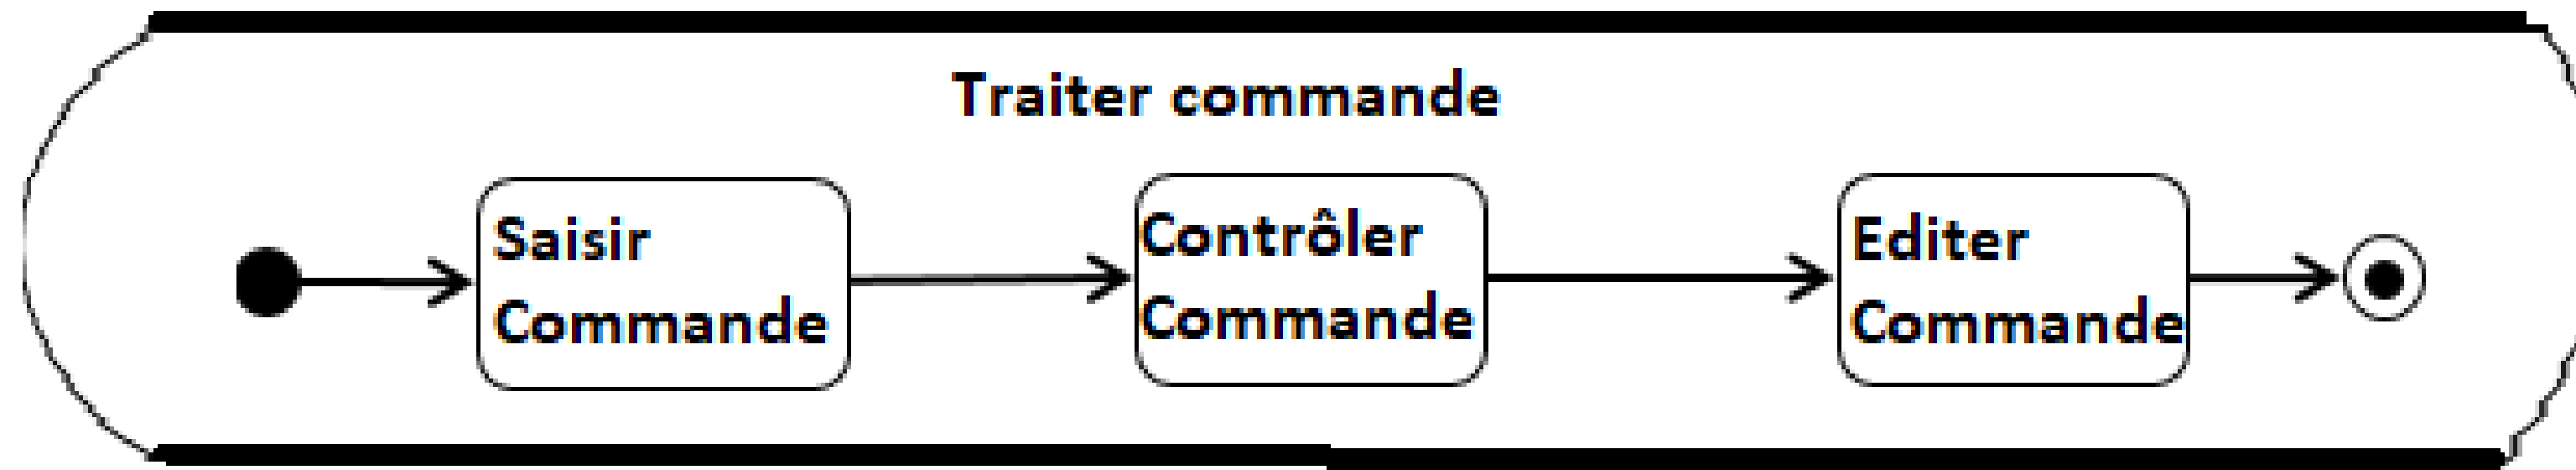 Traiter commande
Saisir
Commande
Contrôler
Commande
Editer
Commande